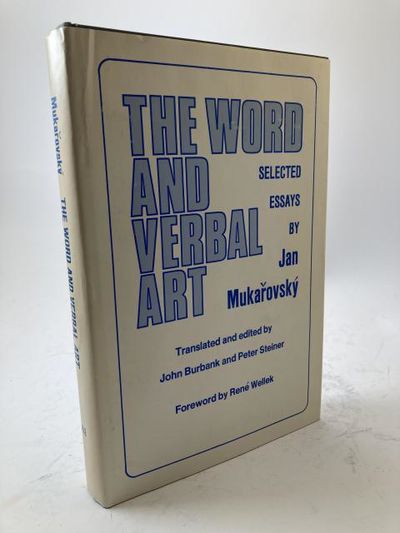 THE WORD
AND
VERBAL
ART
SELECTED
ESSAYS
BY
Jan
Mukařovský
Translated and edited by
John Burbank and Peter Steiner
Foreword by René Wellek
Mukařovský THE WORD AND VERBAL ART